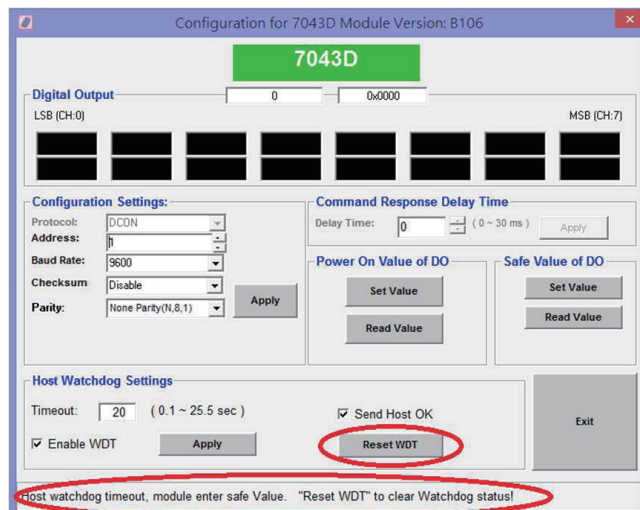 Configuration for 7043D Module Version: B106
7043D
Digital Output
0
0x0000
LSB (CH:0)
MSB (CH:7)
Configuration Settings:
Protocol:
DCON
Address:
1
Baud Rate:
9600
Checksum
Disable
Parity:
None Parity(N,8,1)
Apply
Command Response Delay Time
Delay Time:
0
( 0 ~ 30 ms )
Apply
Power On Value of DO
Set Value
Read Value
Safe Value of DO
Set Value
Read Value
Host Watchdog Settings
Timeout:
20
( 0.1 ~ 25.5 sec )
Send Host OK
Enable WDT
Apply
Reset WDT
Exit
Host watchdog timeout, module enter safe Value. "Reset WDT" to clear Watchdog status!